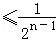 ⩽ 1/2^{n-1}